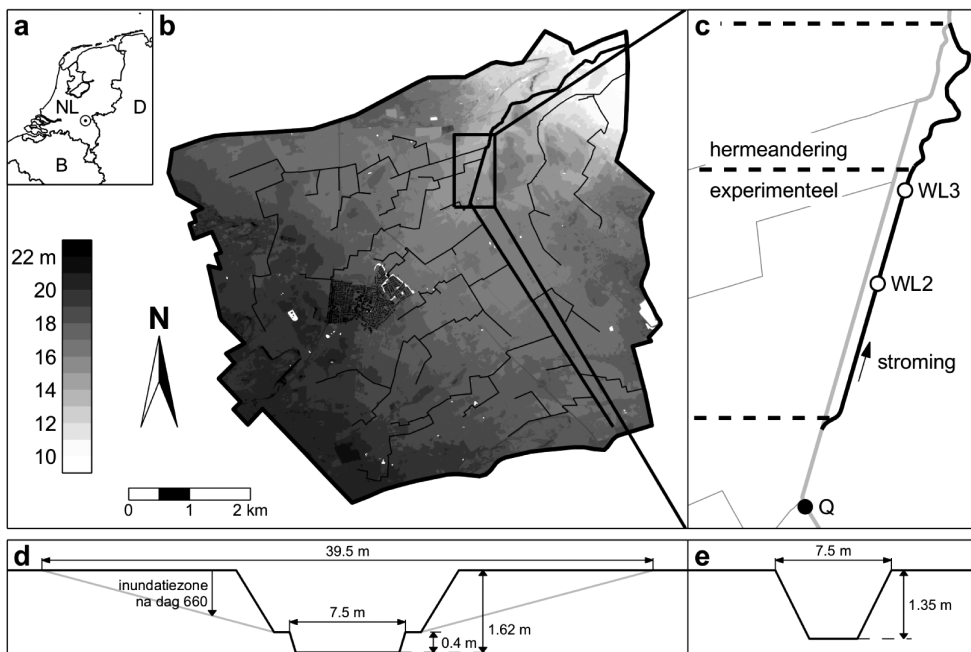 a
NL
D
B
b
22 m
20
18
16
14
12
10
N
0 1 2 km
c
hermeandering
experimenteel
WL3
WL2
stroming
Q
d
39.5 m
inundatiezone
na dag 660
7.5 m
0.4 m
1.62 m
e
7.5 m
1.35 m